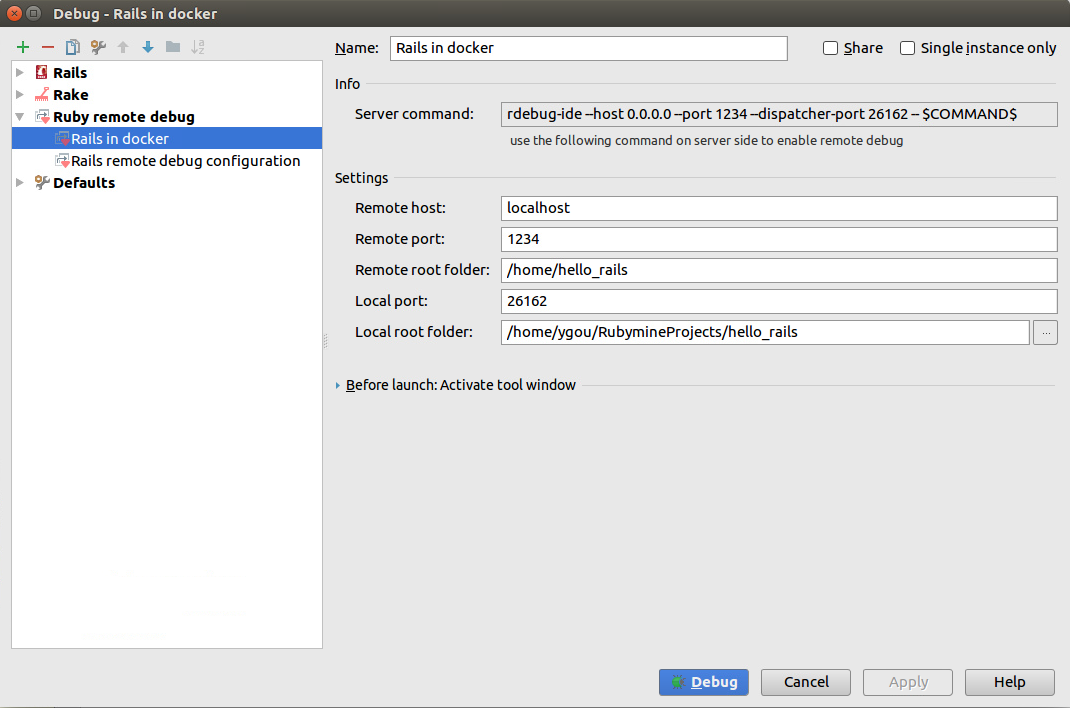 Debug - Rails in docker
Name: Rails in docker Share Single instance only
Rails
Rake
Ruby remote debug
Rails in docker
Rails remote debug configuration
Defaults
Info
Server command: rdebug-ide --host 0.0.0.0 --port 1234 --dispatcher-port 26162 -- $COMMAND$
use the following command on server side to enable remote debug
Settings
Remote host: localhost
Remote port: 1234
Remote root folder: /home/hello_rails
Local port: 26162
Local root folder: /home/ygou/RubymineProjects/hello_rails ...
Before launch: Activate tool window
Debug Cancel Apply Help